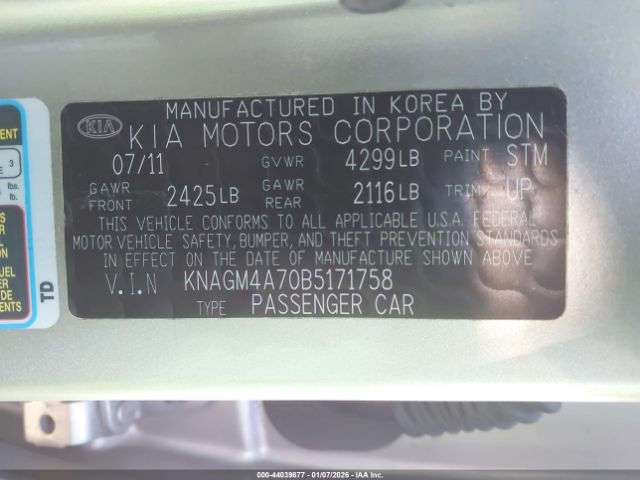 MANUFACTURED IN KOREA BY
KIA KIA MOTORS CORPORATION
07/11 GVWR 4299LB PAINT STM
GAWR FRONT 2425LB GAWR REAR 2116LB TRIM UP
THIS VEHICLE CONFORMS TO ALL APPLICABLE U.S.A. FEDERAL
MOTOR VEHICLE SAFETY, BUMPER, AND THEFT PREVENTION STANDARDS
IN EFFECT ON THE DATE OF MANUFACTURE SHOWN ABOVE
V.I.N KNAGM4A70B5171758
TYPE PASSENGER CAR
3
lbs.
TD
000-44039877 - 01/07/2026 - IAAI INC.